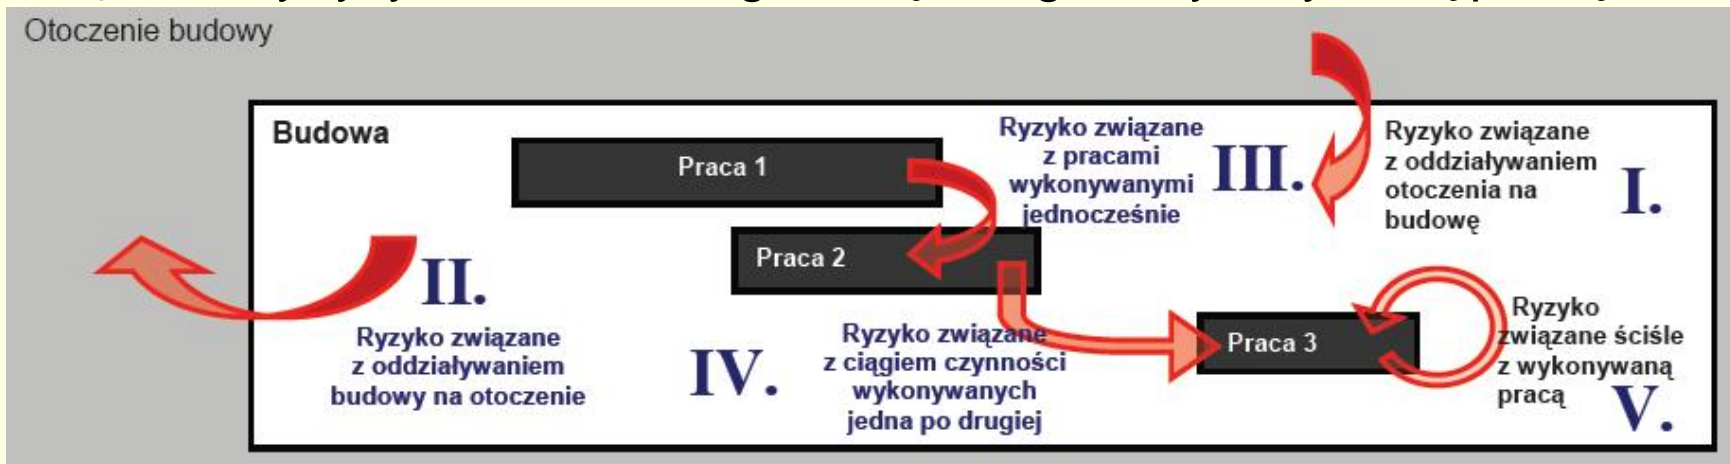 Otoczenie budowy
Budowa
Praca 1
Ryzyko związane
z pracami
wykonywanymi
jednocześnie
III.
Ryzyko związane
z oddziaływaniem
otoczenia na
budowę
I.
Praca 2
II.
Ryzyko związane
z oddziaływaniem
budowy na otoczenie
IV.
Ryzyko związane
z ciągiem czynności
wykonywanych
jedna po drugiej
Praca 3
Ryzyko
związane ściśle
z wykonywaną
pracą
V.